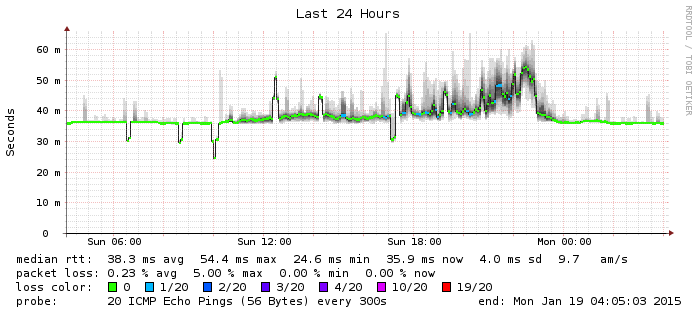 Last 24 Hours
RRDTOOL / TOBI OETIKER
Seconds
60 m
50 m
40 m
30 m
20 m
10 m
0
Sun 06:00 Sun 12:00 Sun 18:00 Mon 00:00
median rtt: 38.3 ms avg 54.4 ms max 24.6 ms min 35.9 ms now 4.0 ms sd 9.7 am/s
packet loss: 0.23 % avg 5.00 % max 0.00 % min 0.00 % now
loss color: 0 1/20 2/20 3/20 4/20 10/20 19/20
probe: 20 ICMP Echo Pings (56 Bytes) every 300s end: Mon Jan 19 04:05:03 2015